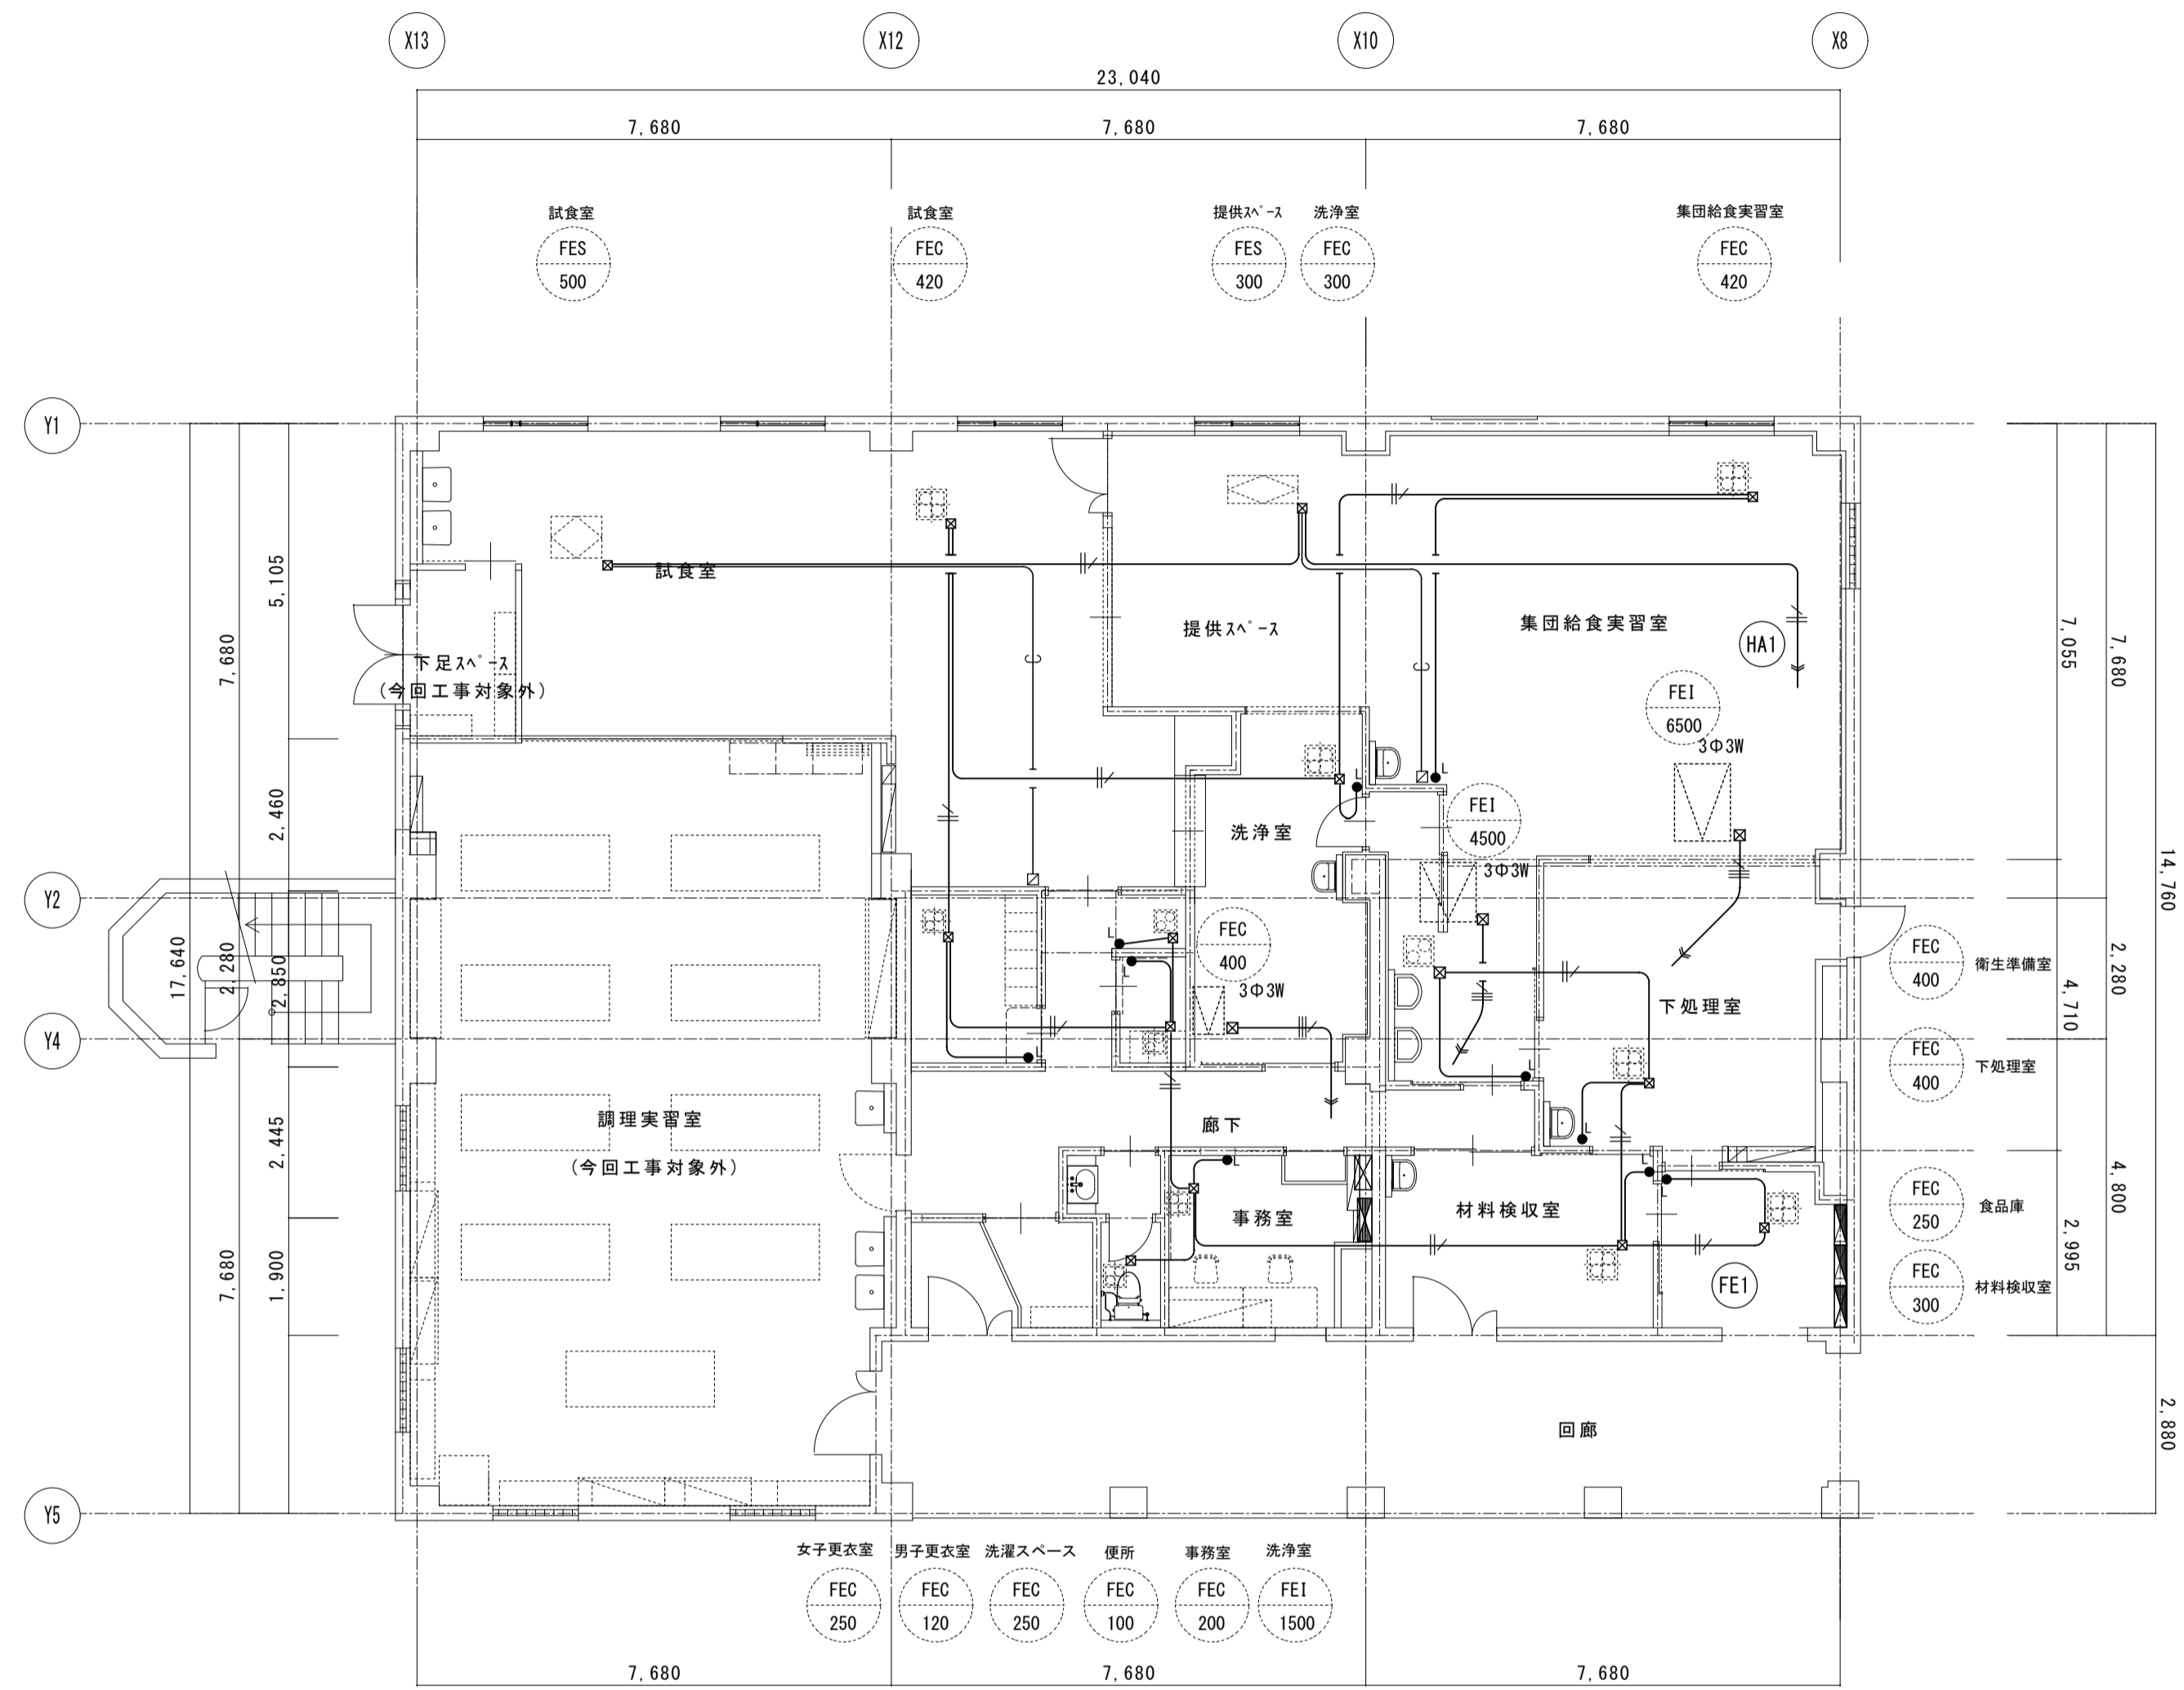 X13
X12
X10
X8
23,040
7,680
7,680
7,680
試食室
FES
500
試食室
FEC
420
提供スペース
FES
300
洗浄室
FEC
300
集団給食実習室
FEC
420
Y1
Y2
Y4
Y5
17,640
7,680
2,280
7,680
5,105
2,460
2,850
2,445
1,900
試食室
提供スペース
集団給食実習室
HA1
FEI
6500
3Φ3W
下足スペース
(今回工事対象外)
L
L
洗浄室
FEI
4500
3Φ3W
FEC
400
3Φ3W
L
L
L
L
下処理室
調理実習室
(今回工事対象外)
廊下
L
L
L
L
事務室
材料検収室
FE1
回廊
FEC
400
衛生準備室
FEC
400
下処理室
FEC
250
食品庫
FEC
300
材料検収室
7,055
4,710
2,995
7,680
2,280
4,800
14,760
2,880
女子更衣室
FEC
250
男子更衣室
FEC
120
洗濯スペース
FEC
250
便所
FEC
100
事務室
FEC
200
洗浄室
FEI
1500
7,680
7,680
7,680